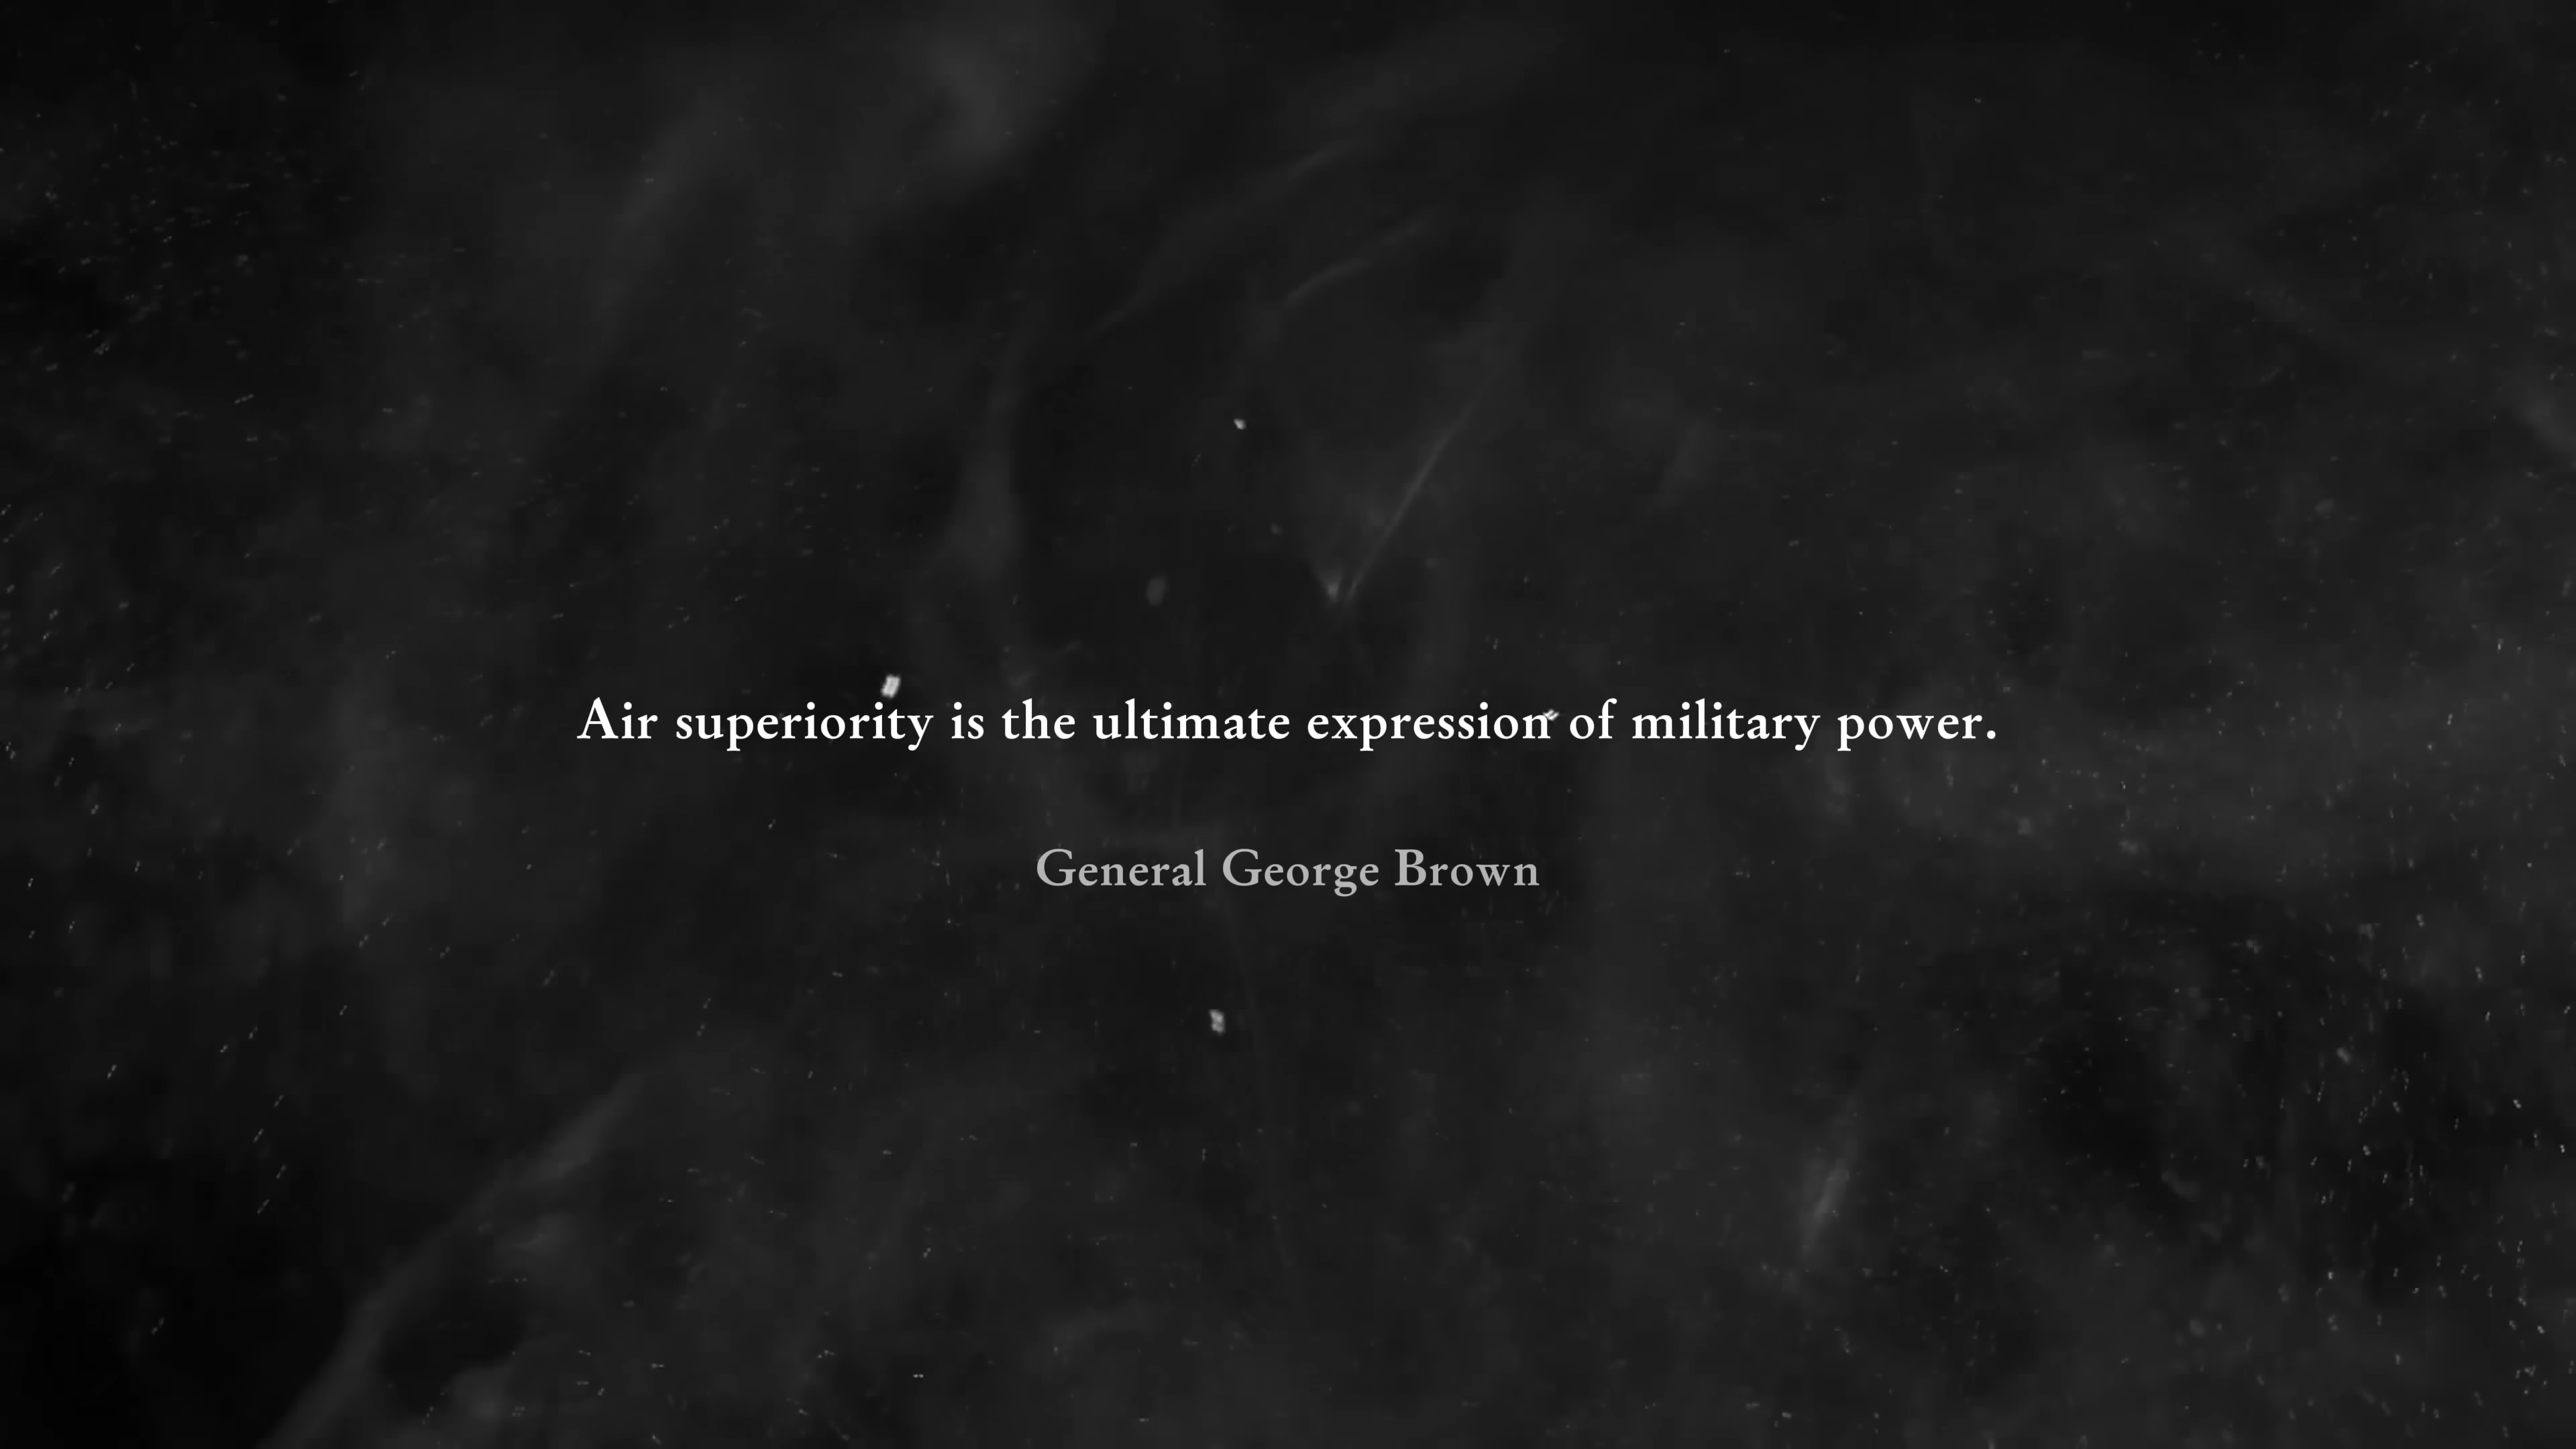 Air superiority is the ultimate expression of military power.
General George Brown